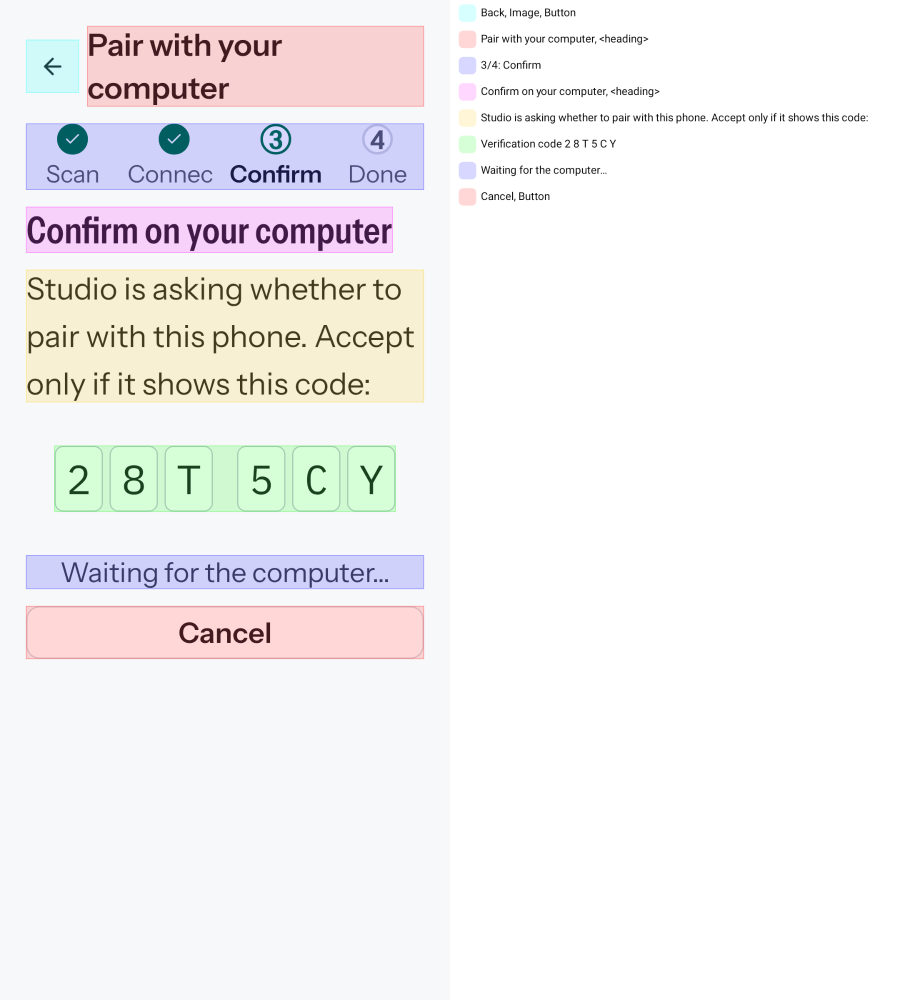 Pair with your
computer
3 4
Scan Connec Confirm Done
Confirm on your computer
Studio is asking whether to
pair with this phone. Accept
only if it shows this code:
2 8 T 5 C Y
Waiting for the computer...
Cancel
Back, Image, Button
Pair with your computer, <heading>
3/4: Confirm
Confirm on your computer, <heading>
Studio is asking whether to pair with this phone. Accept only if it shows this code:
Verification code 2 8 T 5 C Y
Waiting for the computer...
Cancel, Button